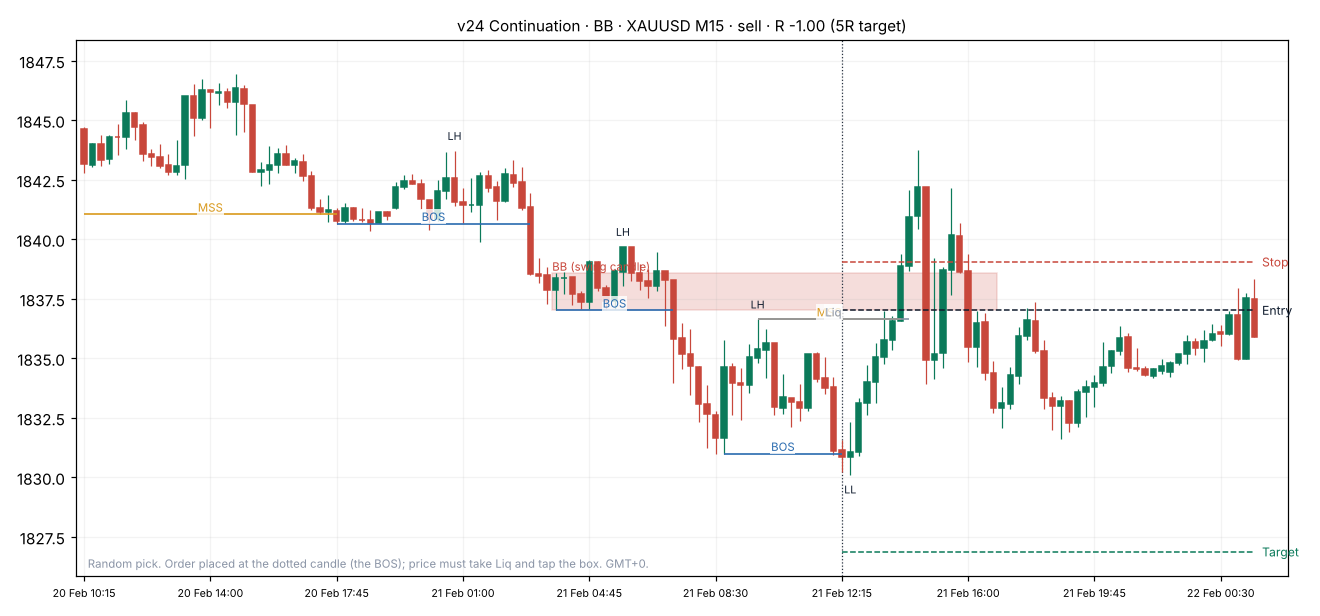 v24 Continuation · BB · XAUUSD M15 · sell · R -1.00 (5R target)
1847.5
1845.0
1842.5
1840.0
1837.5
1835.0
1832.5
1830.0
1827.5
LH
MSS
BOS
LH
BB (swing candle)
BOS
LH
MLiq
BOS
LL
Stop
Entry
Target
Random pick. Order placed at the dotted candle (the BOS); price must take Liq and tap the box. GMT+0.
20 Feb 10:15
20 Feb 14:00
20 Feb 17:45
21 Feb 01:00
21 Feb 04:45
21 Feb 08:30
21 Feb 12:15
21 Feb 16:00
21 Feb 19:45
22 Feb 00:30